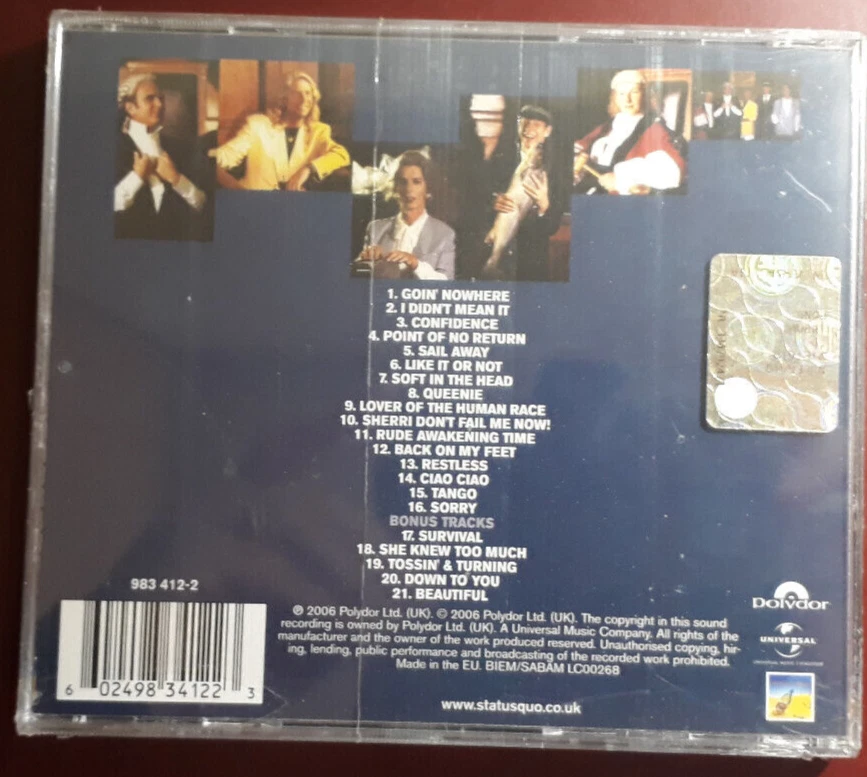 1. GOIN' NOWHERE
2. I DIDN'T MEAN IT
3. CONFIDENCE
4. POINT OF NO RETURN
5. SAIL AWAY
6. LIKE IT OR NOT
7. SOFT IN THE HEAD
8. QUEENIE
9. LOVER OF THE HUMAN RACE
10. SHERRI DON'T FAIL ME NOW!
11. RUDE AWAKENING TIME
12. BACK ON MY FEET
13. RESTLESS
14. CIAO CIAO
15. TANGO
16. SORRY
BONUS TRACKS
17. SURVIVAL
18. SHE KNEW TOO MUCH
19. TOSSIN' & TURNING
20. DOWN TO YOU
21. BEAUTIFUL
983 412-2
6 02498 34122 3
℗ 2006 Polydor Ltd. (UK). © 2006 Polydor Ltd. (UK). The copyright in this sound
recording is owned by Polydor Ltd. (UK). A Universal Music Company. All rights of the
manufacturer and the owner of the work produced reserved. Unauthorised copying, hir-
ing, lending, public performance and broadcasting of the recorded work prohibited.
Made in the EU. BIEM/SABAM LC00268
www.statusquo.co.uk
polydor
UNIVERSAL